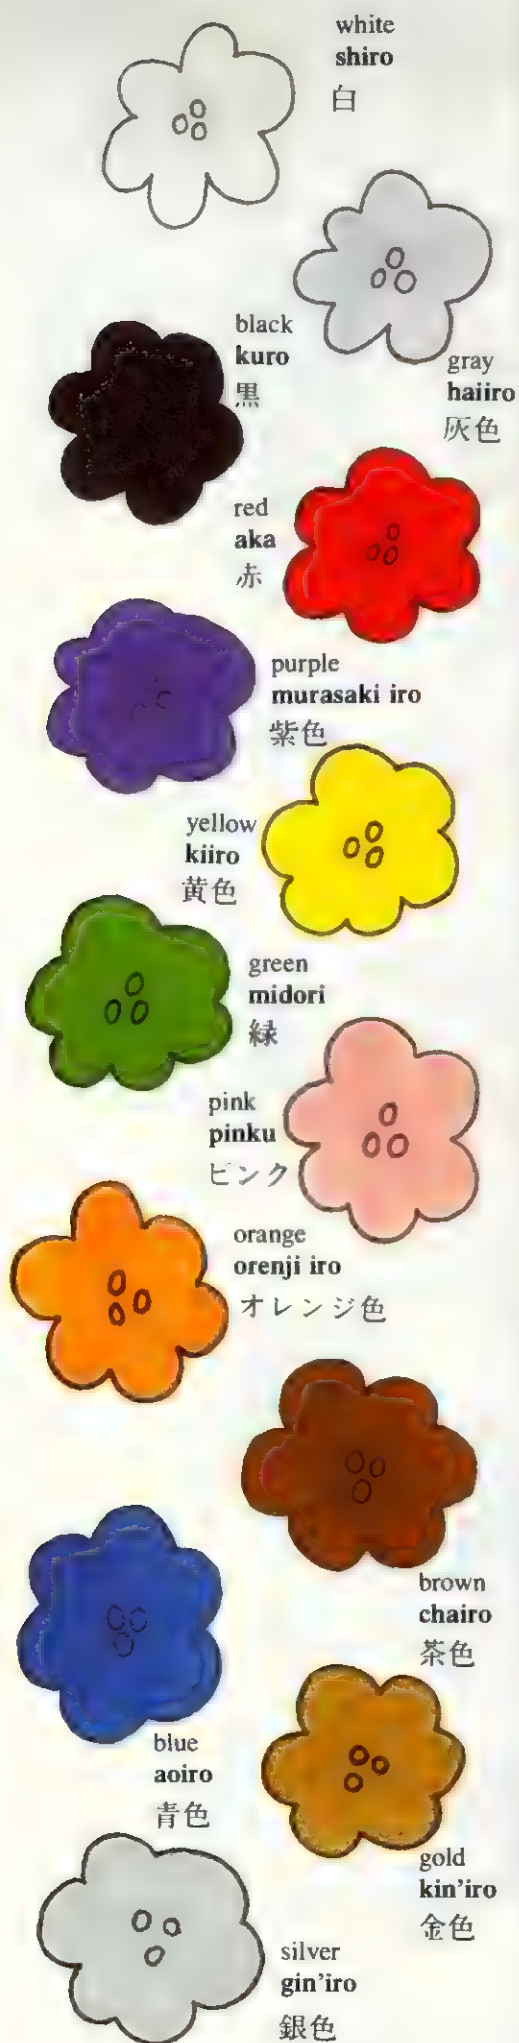 white
shiro
白
black
kuro
黒
gray
haiiro
灰色
red
aka
赤
purple
murasaki iro
紫色
yellow
kiiro
黄色
green
midori
緑
pink
pinku
ピンク
orange
orenji iro
オレンジ色
brown
chairo
茶色
blue
aoiro
青色
gold
kin'iro
金色
silver
gin'iro
銀色